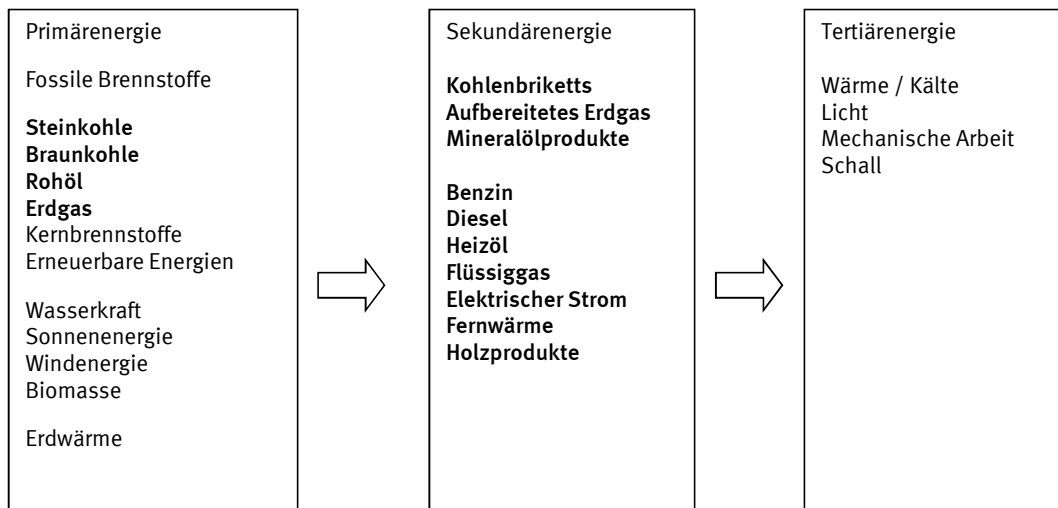 Primärenergie
Fossile Brennstoffe
Steinkohle
Braunkohle
Rohöl
Erdgas
Kernbrennstoffe
Erneuerbare Energien
Wasserkraft
Sonnenenergie
Windenergie
Biomasse
Erdwärme
Sekundärenergie
Kohlenbriketts
Aufbereitetes Erdgas
Mineralölprodukte
Benzin
Diesel
Heizöl
Flüssiggas
Elektrischer Strom
Fernwärme
Holzprodukte
Tertiärenergie
Wärme / Kälte
Licht
Mechanische Arbeit
Schall